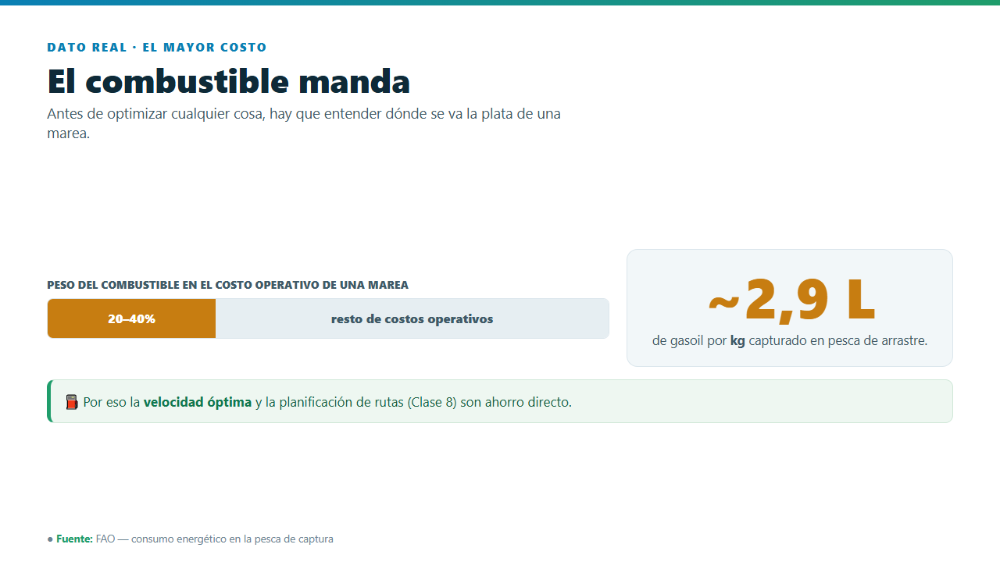 DATO REAL · EL MAYOR COSTO
El combustible manda
Antes de optimizar cualquier cosa, hay que entender dónde se va la plata de una
marea.
PESO DEL COMBUSTIBLE EN EL COSTO OPERATIVO DE UNA MAREA
20–40%
resto de costos operativos
~2,9 L
de gasoil por kg capturado en pesca de arrastre.
⛽ Por eso la velocidad óptima y la planificación de rutas (Clase 8) son ahorro directo.
● Fuente: FAO — consumo energético en la pesca de captura